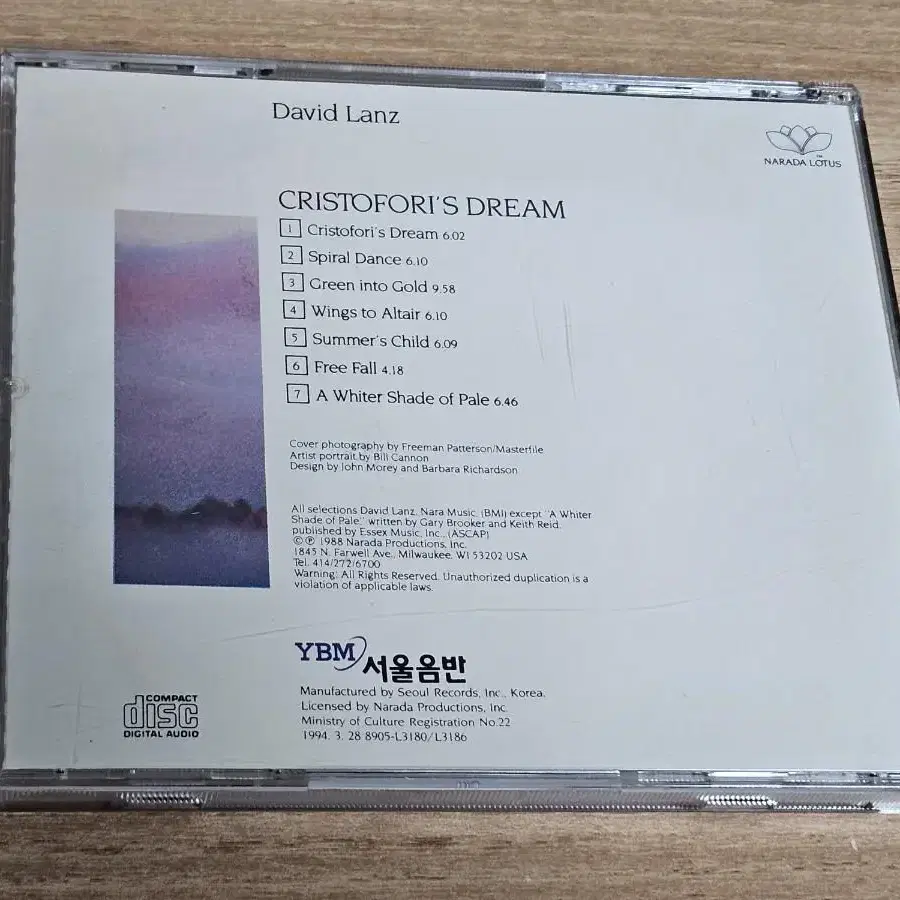 David Lanz
NARADA LOTUS
TM
CRISTOFORI'S DREAM
1 Cristofori's Dream 6.02
2 Spiral Dance 6.10
3 Green into Gold 9.58
4 Wings to Altair 6.10
5 Summer's Child 6.09
6 Free Fall 4.18
7 A Whiter Shade of Pale 6.46
Cover photography by Freeman Patterson/Masterfile
Artist portrait by Bill Cannon
Design by John Morey and Barbara Richardson
All selections David Lanz, Nara Music, (BMI) except "A Whiter
Shade of Pale," written by Gary Brooker and Keith Reid,
published by Essex Music, Inc., (ASCAP)
©℗ 1988 Narada Productions, Inc.
1845 N. Farwell Ave., Milwaukee, WI 53202 USA
Tel. 414/272/6700
Warning: All Rights Reserved. Unauthorized duplication is a
violation of applicable laws.
YBM 서울음반
Manufactured by Seoul Records, Inc., Korea.
Licensed by Narada Productions, Inc.
Ministry of Culture Registration No.22
1994. 3. 28 8905-L3180/L3186
COMPACT
disc
DIGITAL AUDIO